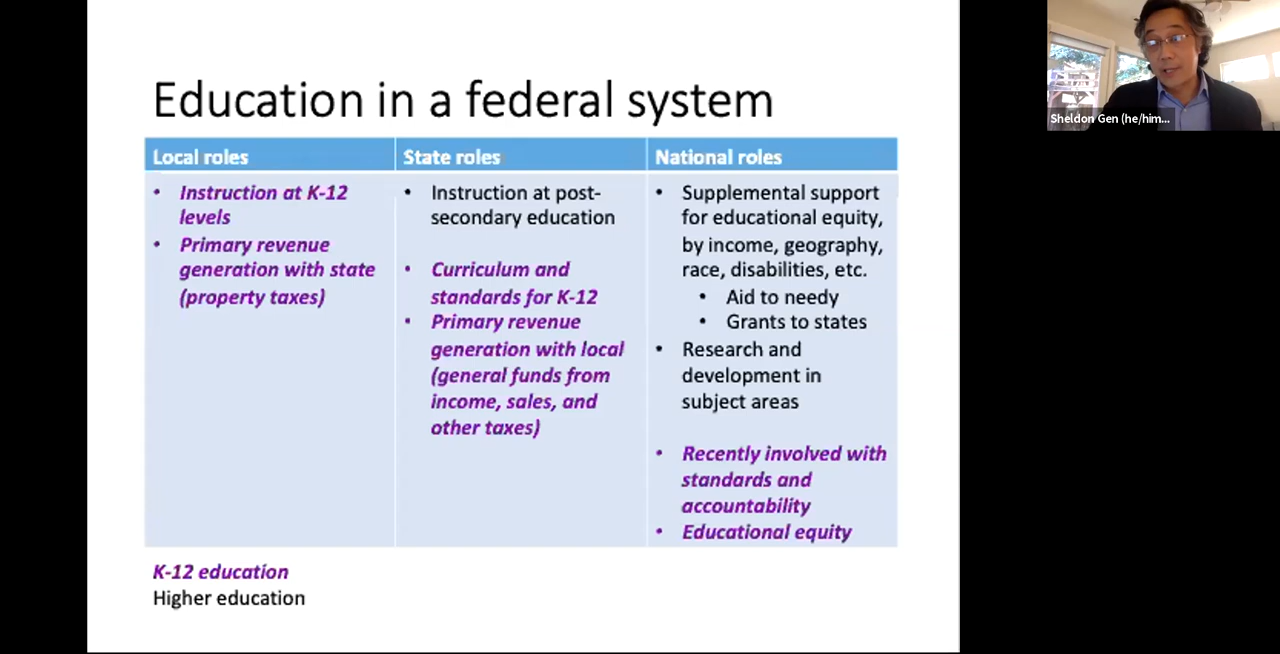 Education in a federal system
Local roles
• Instruction at K-12
levels
• Primary revenue
generation with state
(property taxes)
State roles
• Instruction at post-
secondary education
• Curriculum and
standards for K-12
• Primary revenue
generation with local
(general funds from
income, sales, and
other taxes)
National roles
• Supplemental support
for educational equity,
by income, geography,
race, disabilities, etc.
• Aid to needy
• Grants to states
• Research and
development in
subject areas
• Recently involved with
standards and
accountability
• Educational equity
K-12 education
Higher education
Sheldon Gen (he/him...